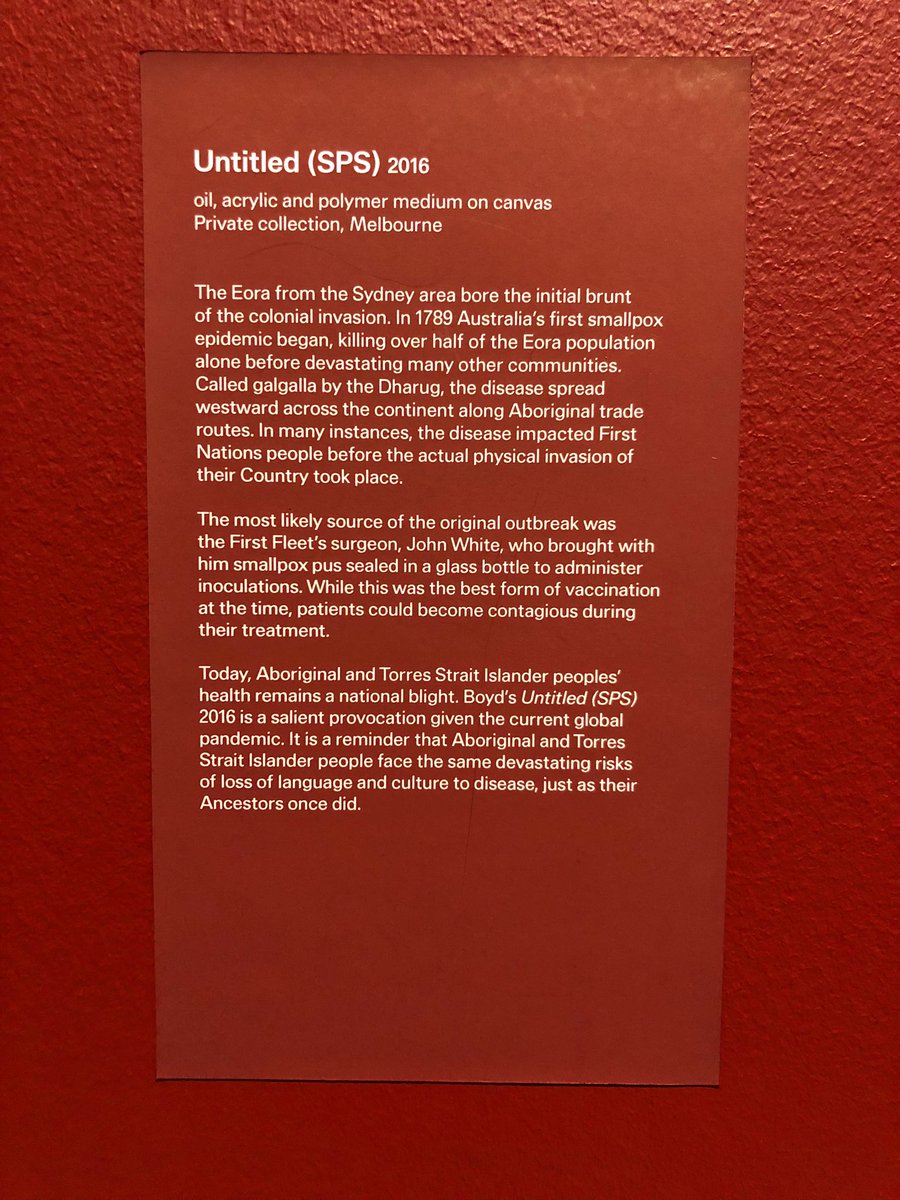 Untitled (SPS) 2016
oil, acrylic and polymer medium on canvas
Private collection, Melbourne
The Eora from the Sydney area bore the initial brunt
of the colonial invasion. In 1789 Australia's first smallpox
epidemic began, killing over half of the Eora population
alone before devastating many other communities.
Called galgalla by the Dharug, the disease spread
westward across the continent along Aboriginal trade
routes. In many instances, the disease impacted First
Nations people before the actual physical invasion of
their Country took place.
The most likely source of the original outbreak was
the First Fleet's surgeon, John White, who brought with
him smallpox pus sealed in a glass bottle to administer
inoculations. While this was the best form of vaccination
at the time, patients could become contagious during
their treatment.
Today, Aboriginal and Torres Strait Islander peoples'
health remains a national blight. Boyd's Untitled (SPS)
2016 is a salient provocation given the current global
pandemic. It is a reminder that Aboriginal and Torres
Strait Islander people face the same devastating risks
of loss of language and culture to disease, just as their
Ancestors once did.